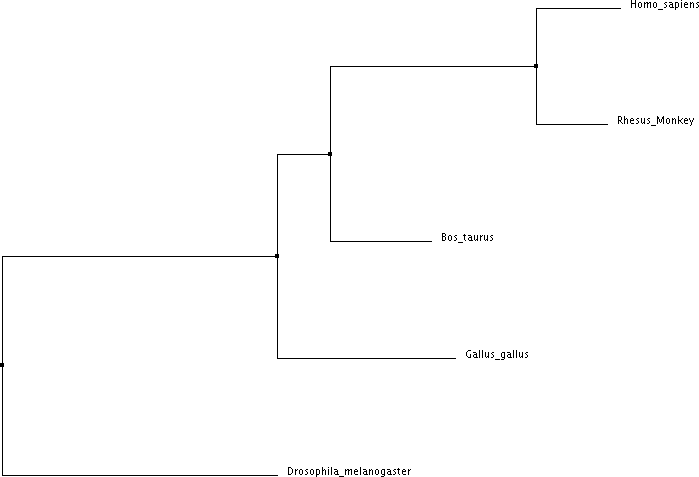 Homo_sapiens
Rhesus_Monkey
Bos_taurus
Gallus_gallus
Drosophila_melanogaster